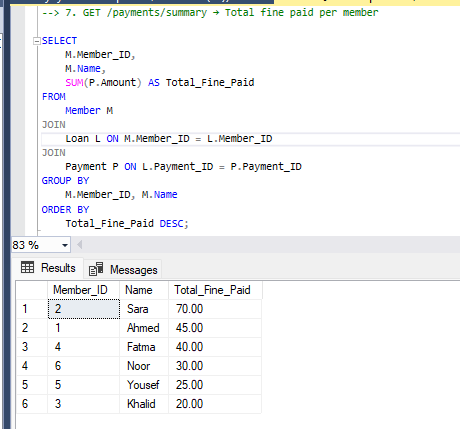 --> 7. GET /payments/summary → Total fine paid per member
SELECT
M.Member_ID,
M.Name,
SUM(P.Amount) AS Total_Fine_Paid
FROM
Member M
JOIN
Loan L ON M.Member_ID = L.Member_ID
JOIN
Payment P ON L.Payment_ID = P.Payment_ID
GROUP BY
M.Member_ID, M.Name
ORDER BY
Total_Fine_Paid DESC;
83 %
Results Messages
Member_ID Name Total_Fine_Paid
1 2 Sara 70.00
2 1 Ahmed 45.00
3 4 Fatma 40.00
4 6 Noor 30.00
5 5 Yousef 25.00
6 3 Khalid 20.00